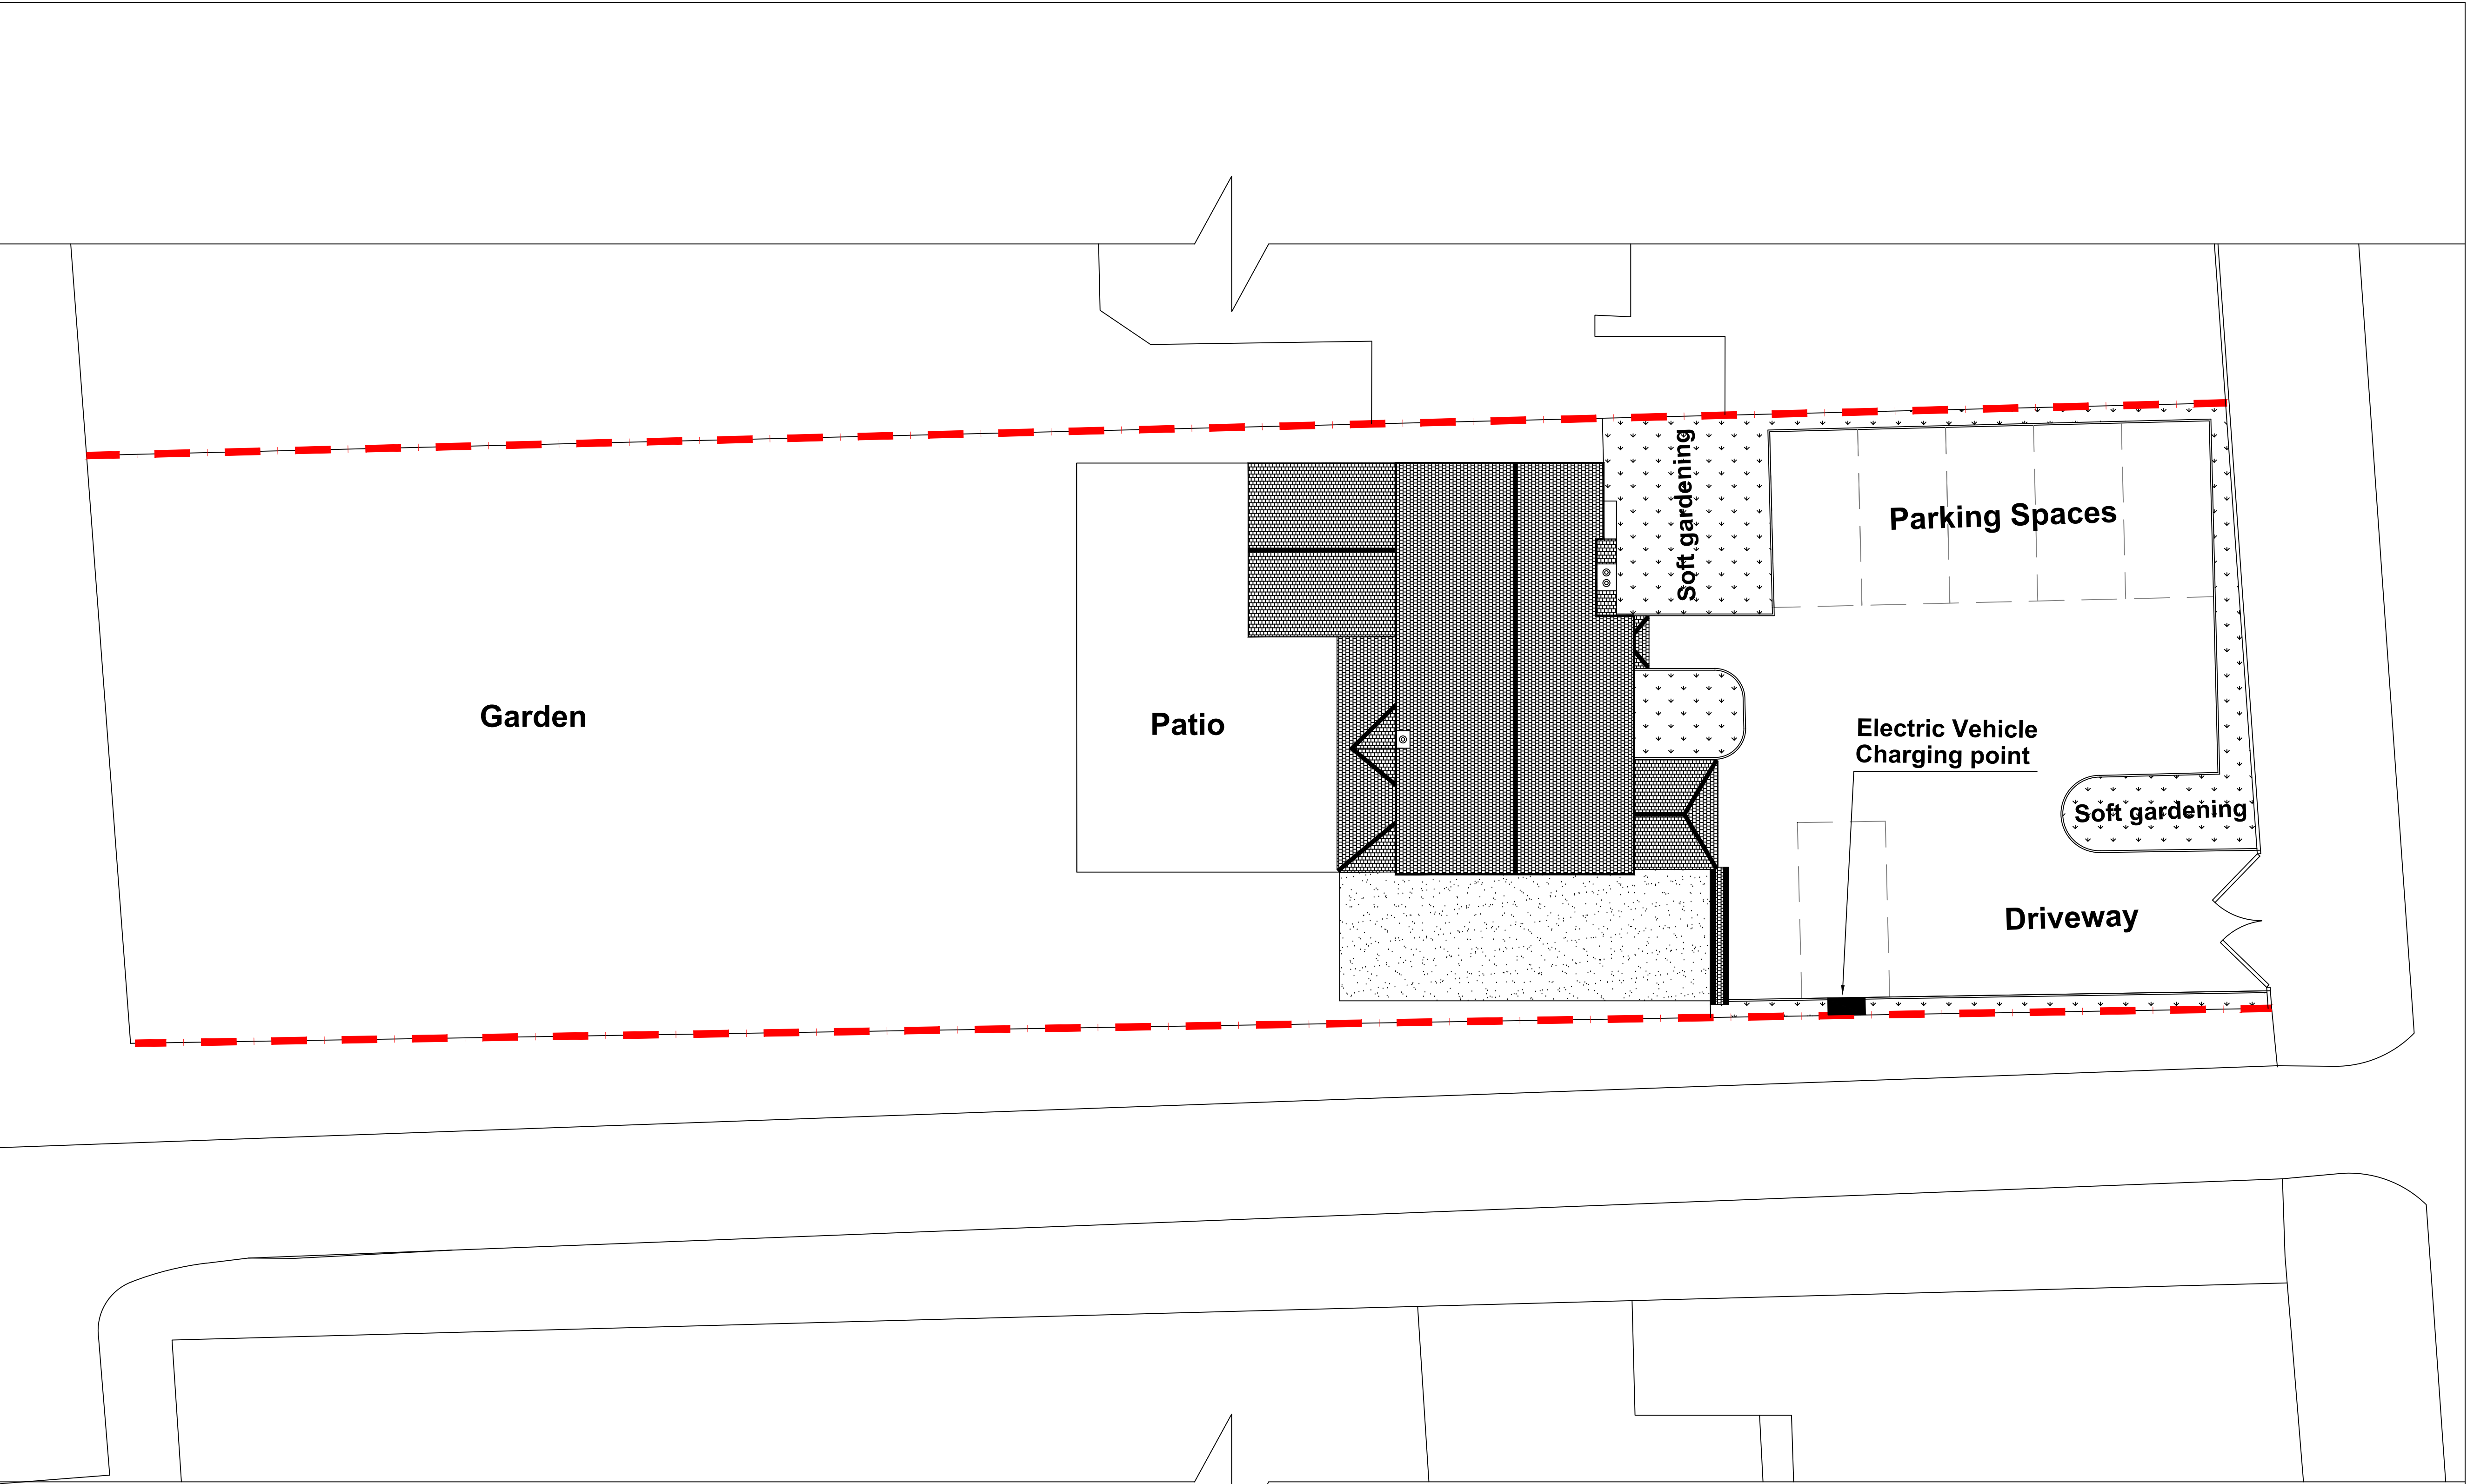 Soft gardening
Parking Spaces
Garden
Patio
Electric Vehicle
Charging point
Soft gardening
Driveway